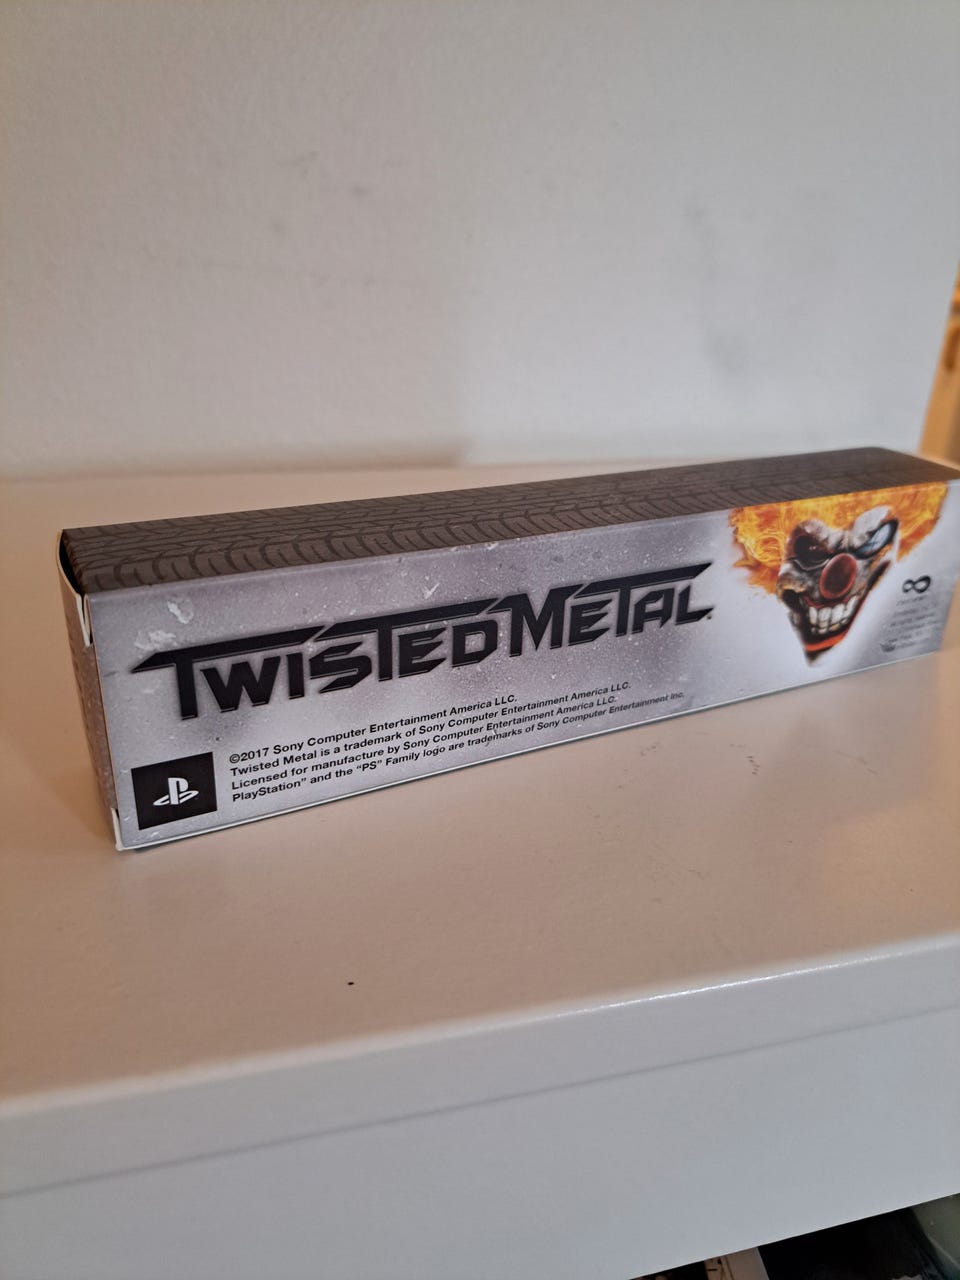 TWISTED METAL
©2017 Sony Computer Entertainment America LLC.
Twisted Metal is a trademark of Sony Computer Entertainment America LLC.
Licensed for manufacture by Sony Computer Entertainment America LLC.
PlayStation” and the “PS” Family logo are trademarks of Sony Computer Entertainment Inc.